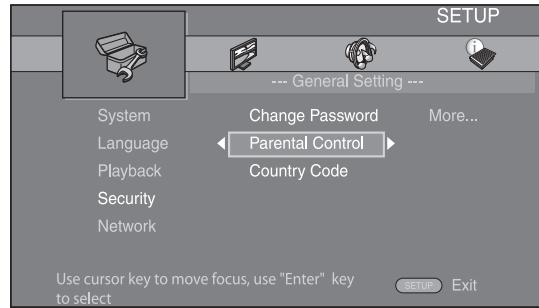 SETUP
--- General Setting ---
System Change Password More...
Language Parental Control
Playback Country Code
Security
Network
Use cursor key to move focus, use "Enter" key
to select
SETUP Exit